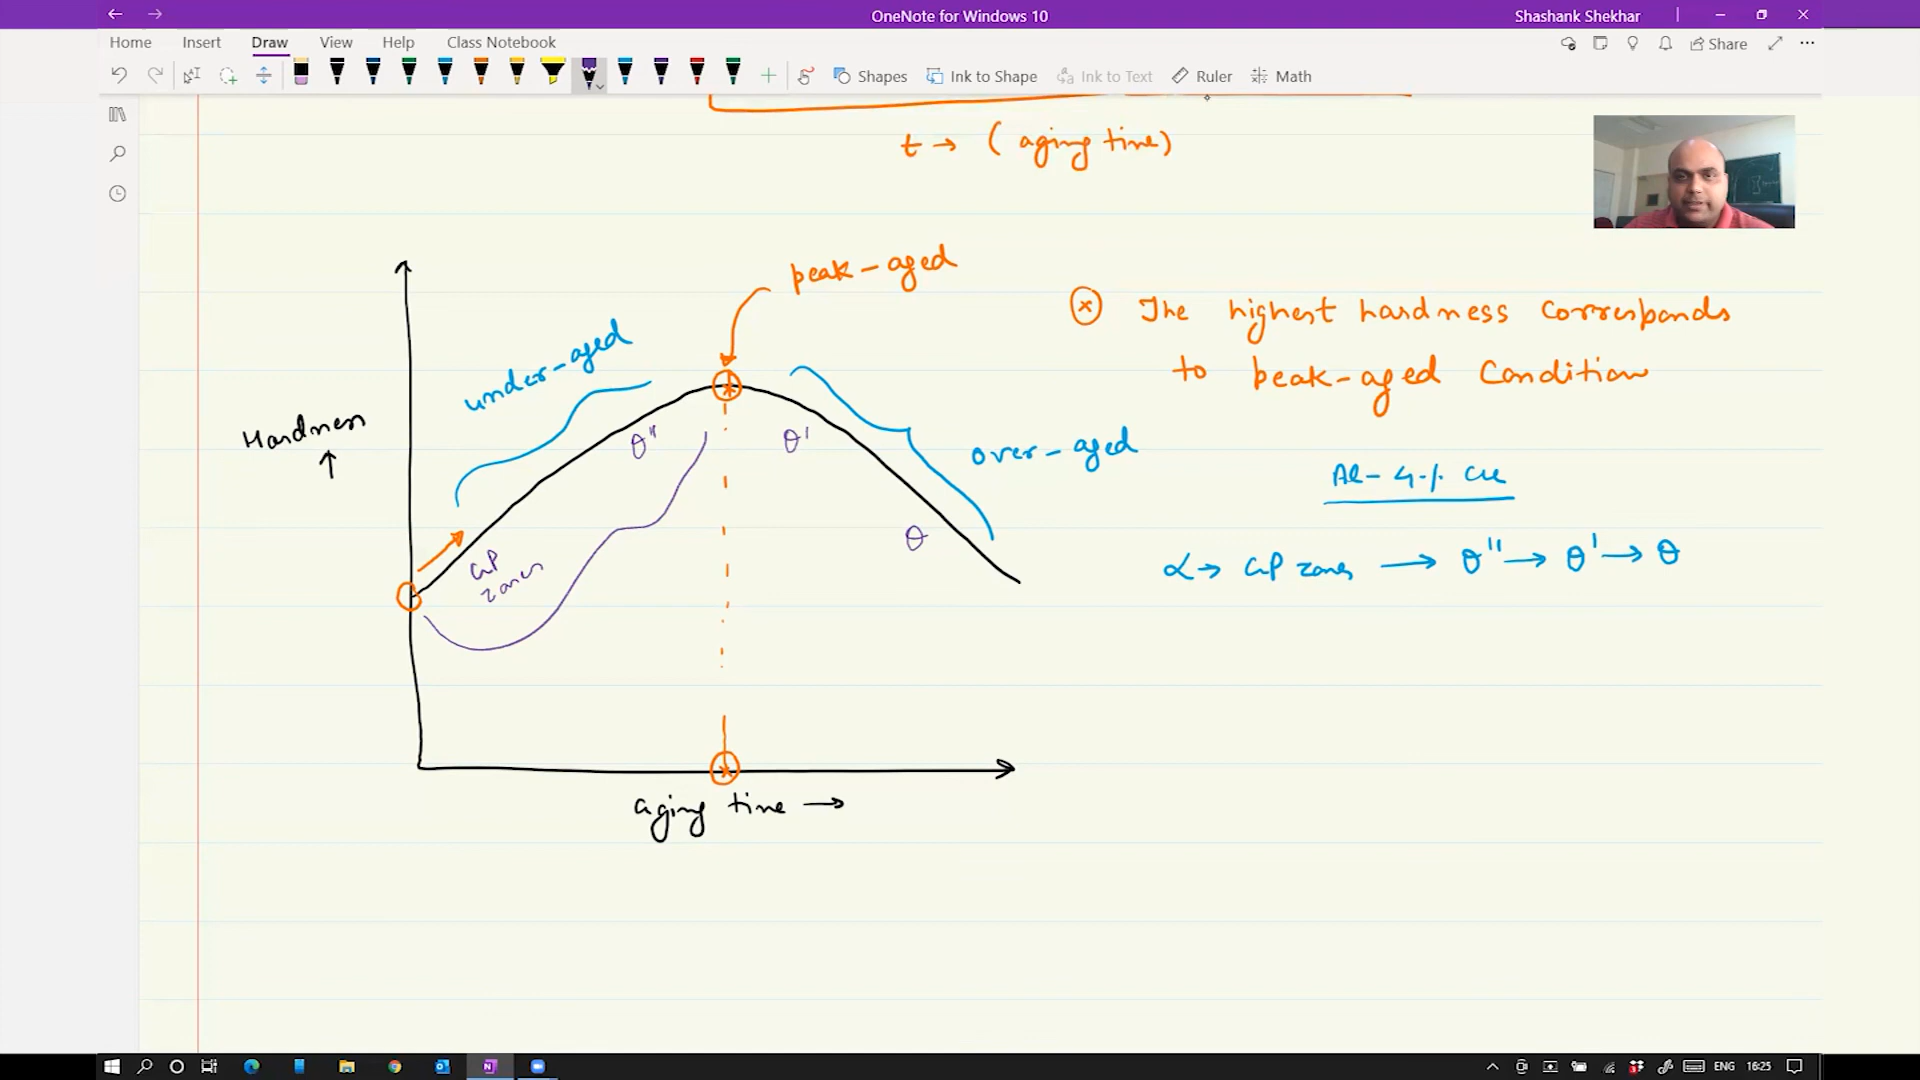 OneNote for Windows 10
Shashank Shekhar
Home Insert Draw View Help Class Notebook
Share
Shapes Ink to Shape Ink to Text Ruler Math
t → ( aging time)
peak-aged
under-aged
Hardness
↑
θ''
θ'
over-aged
GP
zones
θ
aging time →
⊗ The highest hardness corresponds
to peak-aged condition
Al-4.% Cu
α → GP zones → θ'' → θ' → θ
ENG 16:25